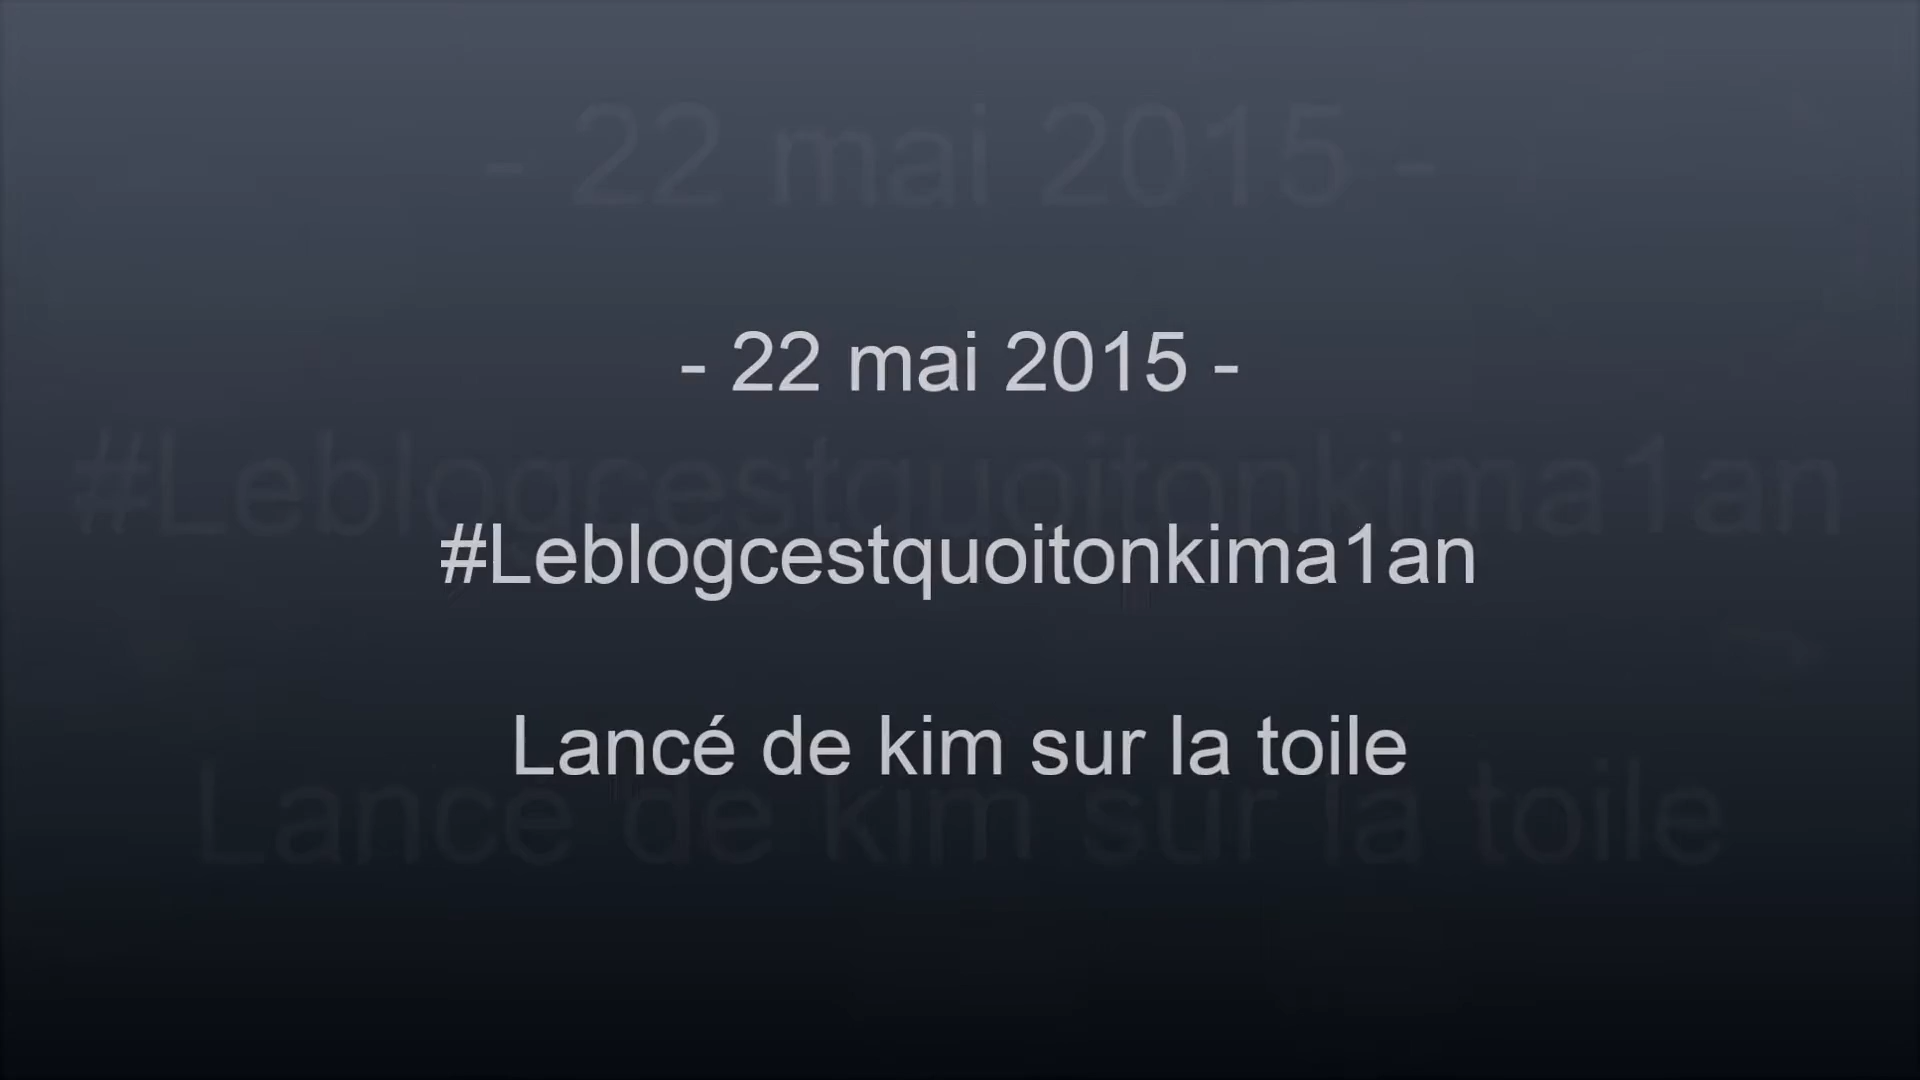 - 22 mai 2015 -
#Leblogcestquoitonkima1an
Lancé de kim sur la toile